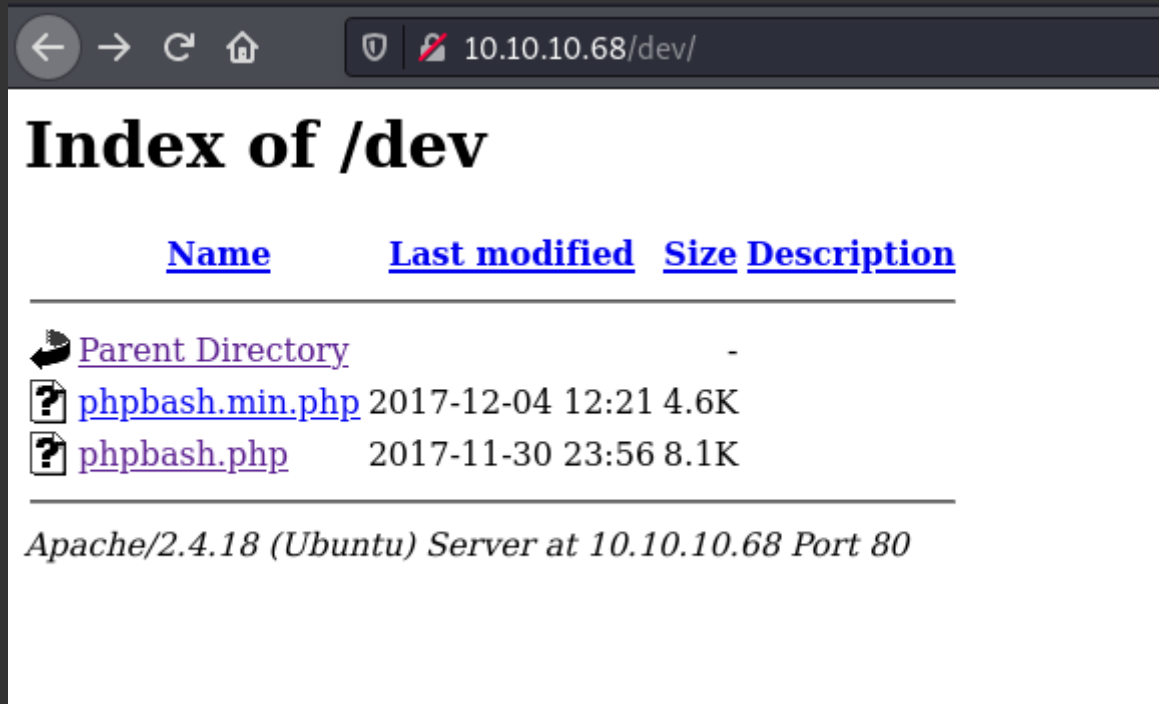 10.10.10.68/dev/
Index of /dev
Name Last modified Size Description
Parent Directory -
phpbash.min.php 2017-12-04 12:21 4.6K
phpbash.php 2017-11-30 23:56 8.1K
Apache/2.4.18 (Ubuntu) Server at 10.10.10.68 Port 80